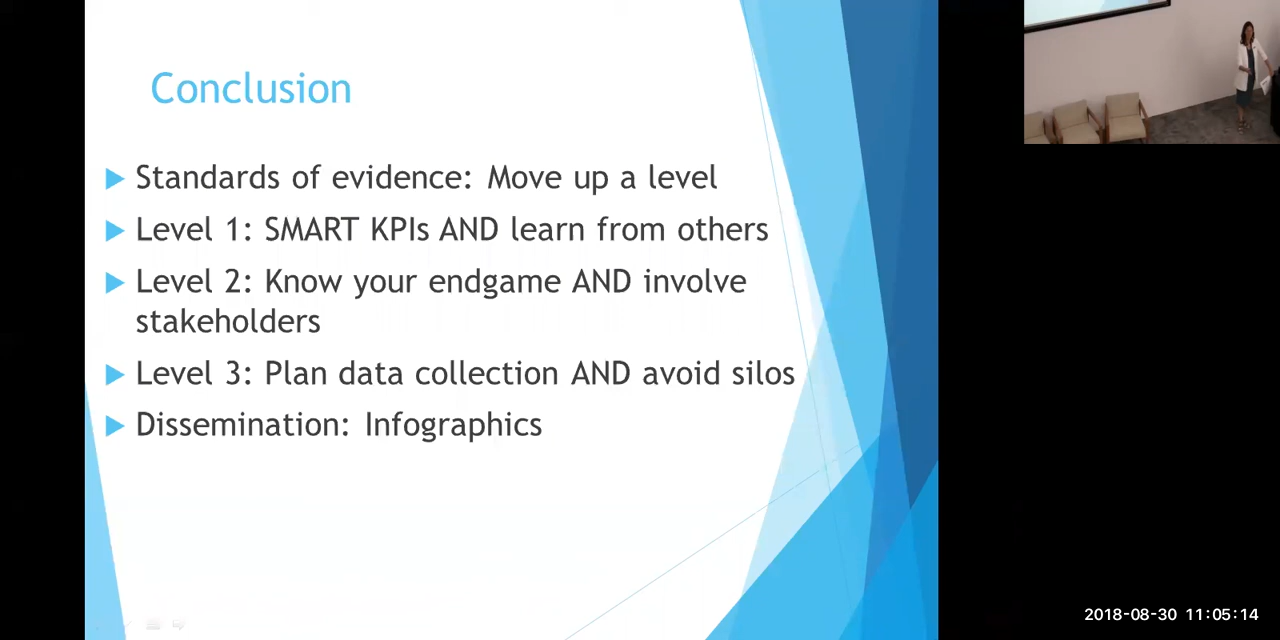 Conclusion
Standards of evidence: Move up a level
Level 1: SMART KPIs AND learn from others
Level 2: Know your endgame AND involve
stakeholders
Level 3: Plan data collection AND avoid silos
Dissemination: Infographics
2018-08-30 11:05:14